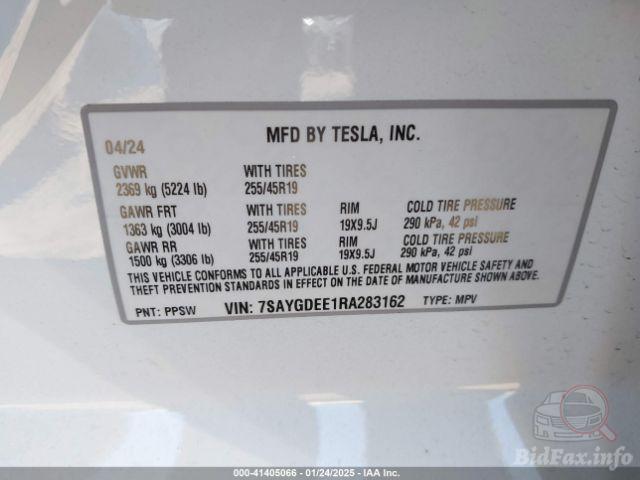 MFD BY TESLA, INC.
04/24
GVWR WITH TIRES
2369 kg (5224 lb) 255/45R19
GAWR FRT WITH TIRES RIM COLD TIRE PRESSURE
1363 kg (3004 lb) 255/45R19 19X9.5J 290 kPa, 42 psi
GAWR RR WITH TIRES RIM COLD TIRE PRESSURE
1500 kg (3306 lb) 255/45R19 19X9.5J 290 kPa, 42 psi
THIS VEHICLE CONFORMS TO ALL APPLICABLE U.S. FEDERAL MOTOR VEHICLE SAFETY AND
THEFT PREVENTION STANDARDS IN EFFECT ON THE DATE OF MANUFACTURE SHOWN ABOVE.
PNT: PPSW VIN: 7SAYGDEE1RA283162 TYPE: MPV
BidFax.info
000-41405066 - 01/24/2025 - IAA Inc.